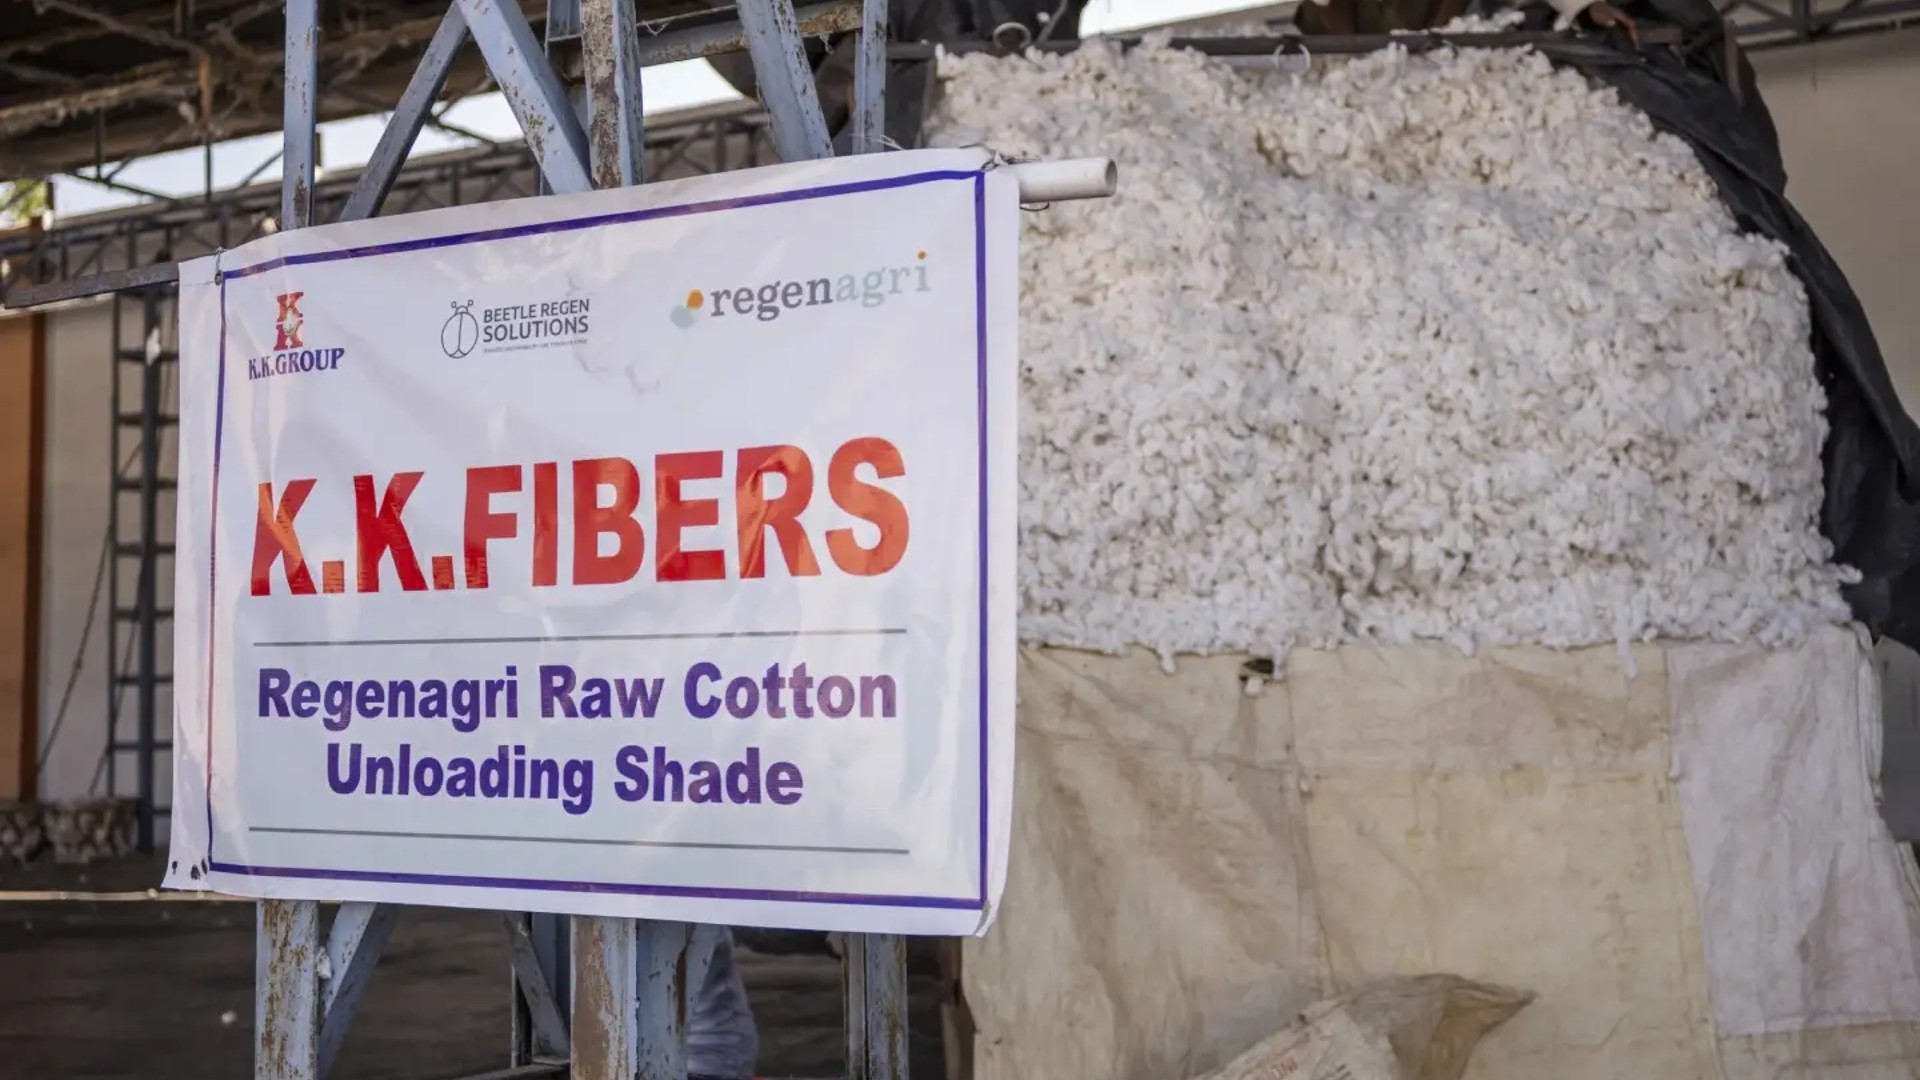 K
K
K.K.GROUP
BEETLE REGEN
SOLUTIONS
regenagri
K.K.FIBERS
Regenagri Raw Cotton
Unloading Shade